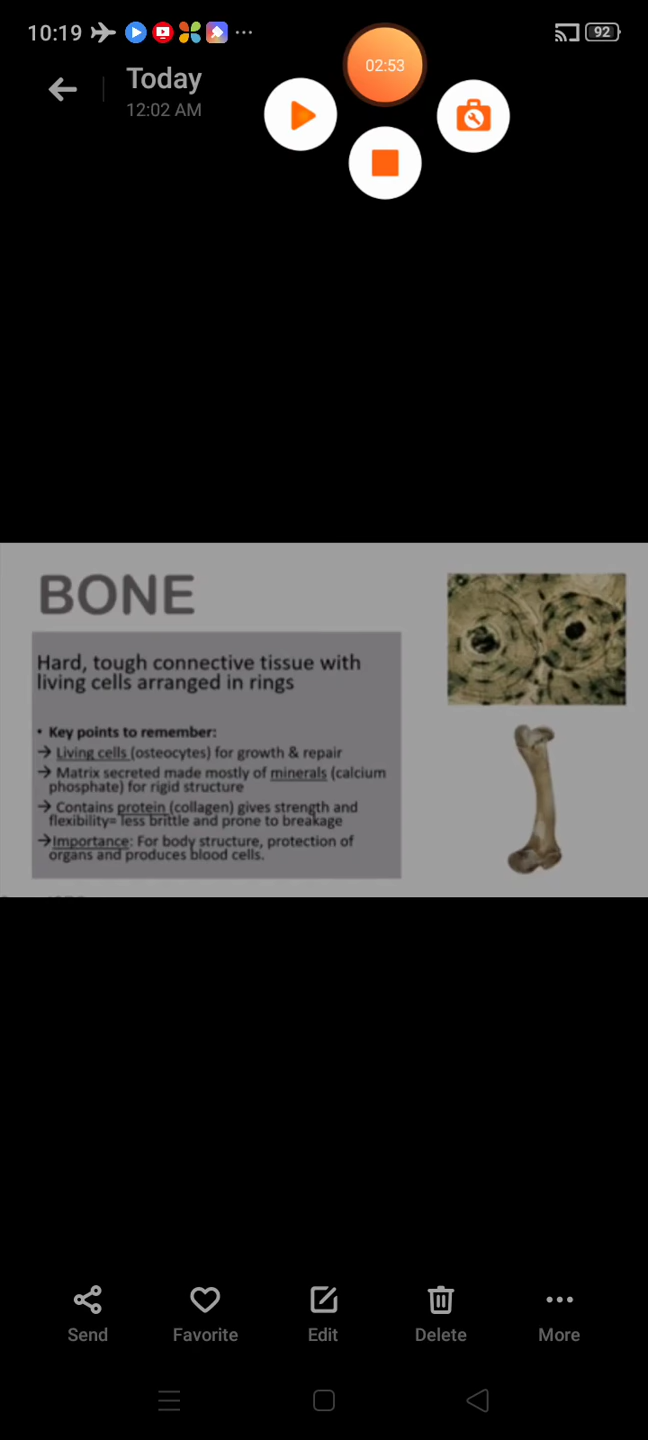 10:19
92
02:53
Today
12:02 AM
BONE
Hard, tough connective tissue with
living cells arranged in rings
• Key points to remember:
→ Living cells (osteocytes) for growth & repair
→ Matrix secreted made mostly of minerals (calcium
phosphate) for rigid structure
→ Contains protein (collagen) gives strength and
flexibility= less brittle and prone to breakage
→Importance: For body structure, protection of
organs and produces blood cells.
Send
Favorite
Edit
Delete
More